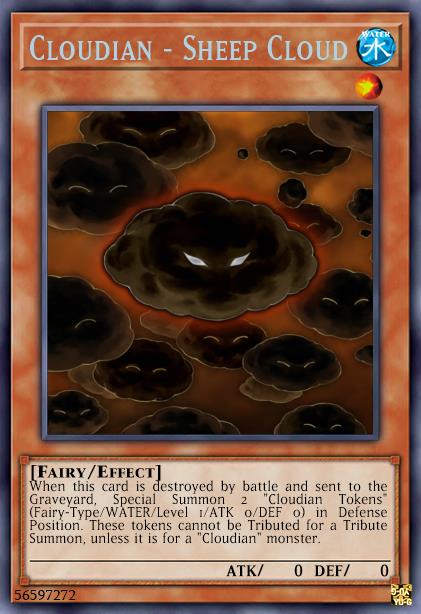 Cloudian - Sheep Cloud
WATER
水
[Fairy/Effect]
When this card is destroyed by battle and sent to the
Graveyard, Special Summon 2 "Cloudian Tokens"
(Fairy-Type/WATER/Level 1/ATK 0/DEF 0) in Defense
Position. These tokens cannot be Tributed for a Tribute
Summon, unless it is for a "Cloudian" monster.
ATK/ 0 DEF/ 0
56597272